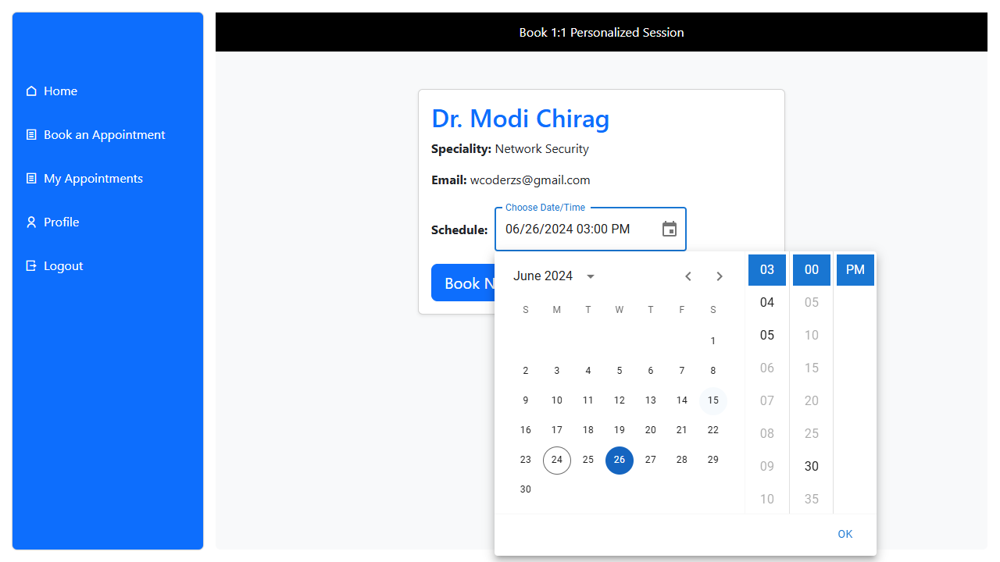 Book 1:1 Personalized Session
Home
Book an Appointment
My Appointments
Profile
Logout
Dr. Modi Chirag
Speciality: Network Security
Email: wcoderzs@gmail.com
Choose Date/Time
Schedule: 06/26/2024 03:00 PM
Book N
June 2024
S M T W T F S
1
2 3 4 5 6 7 8
9 10 11 12 13 14 15
16 17 18 19 20 21 22
23 24 25 26 27 28 29
30
03 00 PM
04 05
05 10
06 15
07 20
08 25
09 30
10 35
OK